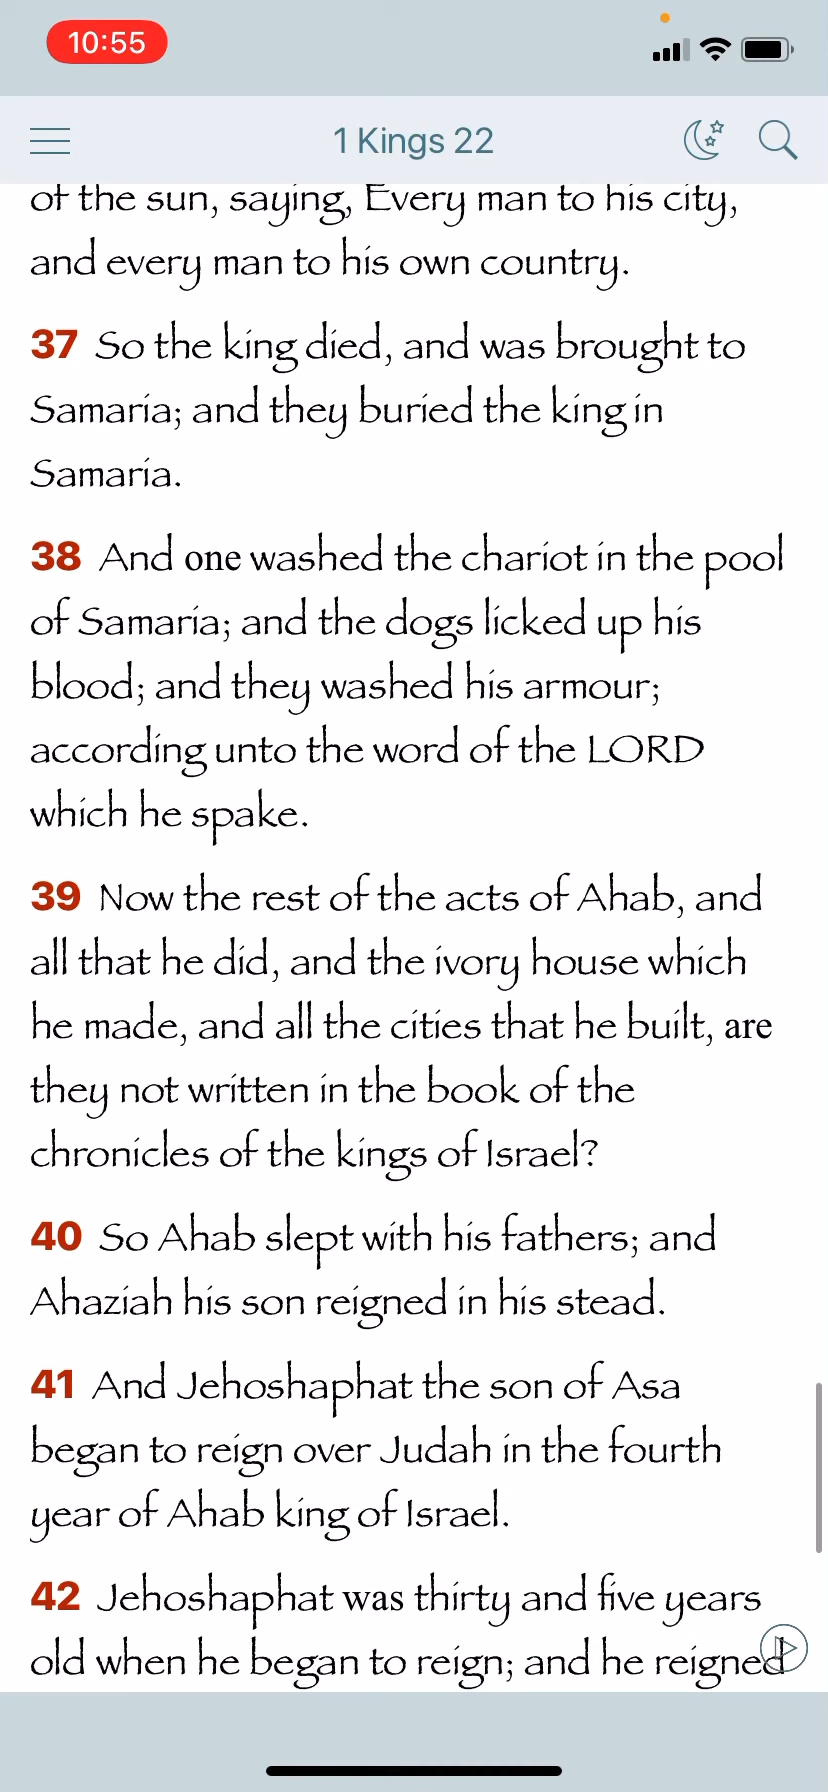 10:55
1 Kings 22
of the sun, saying, Every man to his city,
and every man to his own country.
37 So the king died, and was brought to
Samaria; and they buried the king in
Samaria.
38 And one washed the chariot in the pool
of Samaria; and the dogs licked up his
blood; and they washed his armour;
according unto the word of the LORD
which he spake.
39 Now the rest of the acts of Ahab, and
all that he did, and the ivory house which
he made, and all the cities that he built, are
they not written in the book of the
chronicles of the kings of Israel?
40 So Ahab slept with his fathers; and
Ahaziah his son reigned in his stead.
41 And Jehoshaphat the son of Asa
began to reign over Judah in the fourth
year of Ahab king of Israel.
42 Jehoshaphat was thirty and five years
old when he began to reign; and he reigned